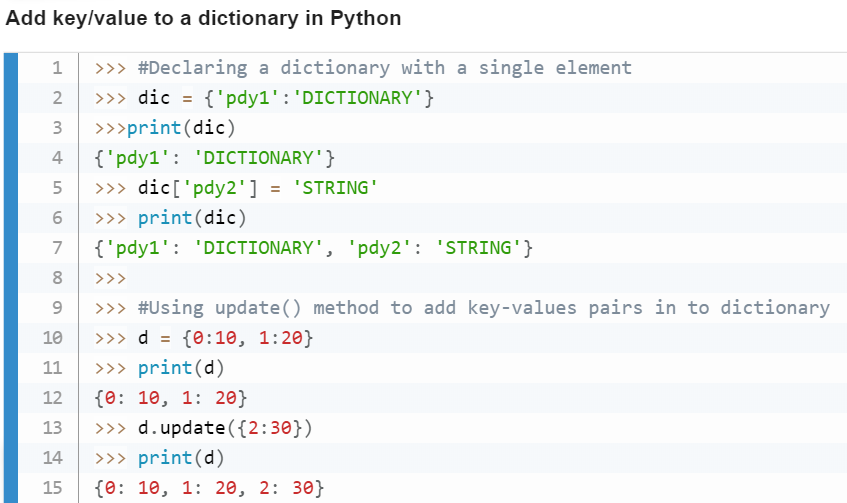 Add key/value to a dictionary in Python
1 >>> #Declaring a dictionary with a single element
2 >>> dic = {'pdy1':'DICTIONARY'}
3 >>>print(dic)
4 {'pdy1': 'DICTIONARY'}
5 >>> dic['pdy2'] = 'STRING'
6 >>> print(dic)
7 {'pdy1': 'DICTIONARY', 'pdy2': 'STRING'}
8 >>>
9 >>> #Using update() method to add key-values pairs in to dictionary
10 >>> d = {0:10, 1:20}
11 >>> print(d)
12 {0: 10, 1: 20}
13 >>> d.update({2:30})
14 >>> print(d)
15 {0: 10, 1: 20, 2: 30}